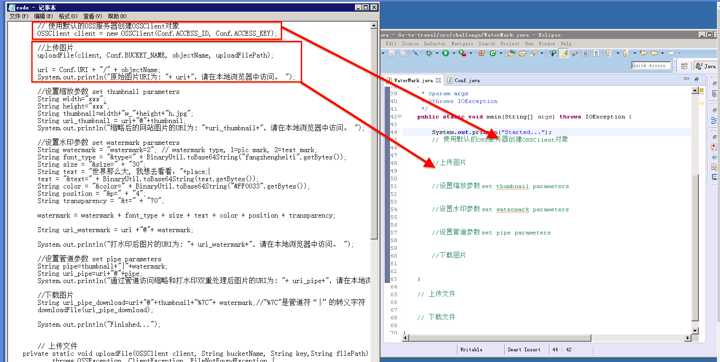 code - 记事本
文件(F) 编辑(E) 格式(O) 查看(V) 帮助(H)
// 使用默认的OSS服务器创建OSSClient对象
OSSClient client = new OSSClient(Conf.ACCESS_ID, Conf.ACCESS_KEY);
//上传图片
uploadFile(client, Conf.BUCKET_NAME, objectName, uploadFilePath);
uri = Conf.URI + "/" + objectName;
System.out.println("原始图片URI为: "+ uri+", 请在本地浏览器中访问。 ");
//设置缩放参数 set thumbnail parameters
String width="xxx";
String height="xxx";
String thumbnail=width+"w_"+height+"h.jpg";
String uri_thumbnail = uri+"@"+thumbnail;
System.out.println("缩略后的网站图片的URI为: "+uri_thumbnail+", 请在本地浏览器中访问。 ");
//设置水印参数 set watermark parameters
String watermark = "watermark=2"; // watermark type, 1=pic mark, 2=text_mark
String font_type = "&type=" + BinaryUtil.toBase64String("fangzhengheiti".getBytes());
String size = "&size=" + "30";
String text = "世界那么大, 我想去看看: "+place;
text = "&text=" + BinaryUtil.toBase64String(text.getBytes());
String color = "&color=" + BinaryUtil.toBase64String("#FF0033".getBytes());
String position = "&p=" + "4";
String transparency = "&t=" + "70";
watermark = watermark + font_type + size + text + color + position + transparency;
String uri_watermark = uri +"@"+ watermark;
System.out.println("打水印后图片的URI为: "+ uri_watermark+", 请在本地浏览器中访问。 ");
//设置管道参数 set pipe parameters
String pipe=thumbnail+"|"+watermark;
String uri_pipe=uri+"@"+pipe;
System.out.println("通过管道访问缩略和打水印双重处理后图片的URI为: "+ uri_pipe+", 请在本地
//下载图片
String uri_pipe_download=uri+"@"+thumbnail+"%7C"+ watermark;//"%7C"是管道符“|”的转义字符
downloadFile(uri_pipe_download);
System.out.println("Finished...");
// 上传文件
private static void uploadFile(OSSClient client, String bucketName, String key,String filePath)
throws OSSException, ClientException, FileNotFoundException {
Java - Go-to-travel/src/challenge/WaterMark.java - Eclipse
File Edit Source Refactor Navigate Search Project Run Window Help
Quick Access
Java
WaterMark.java
Conf.java
39 * @param args
40 * @throws IOException
41 */
42 public static void main(String[] args) throws IOException {
43
44 System.out.println("Started...");
// 使用默认的OSS服务器创建OSSClient对象
//上传图片
//设置缩放参数 set thumbnail parameters
//设置水印参数 set watermark parameters
//设置管道参数 set pipe parameters
//下载图片
}
// 上传文件
// 下载文件
Writable
Smart Insert
44 : 42